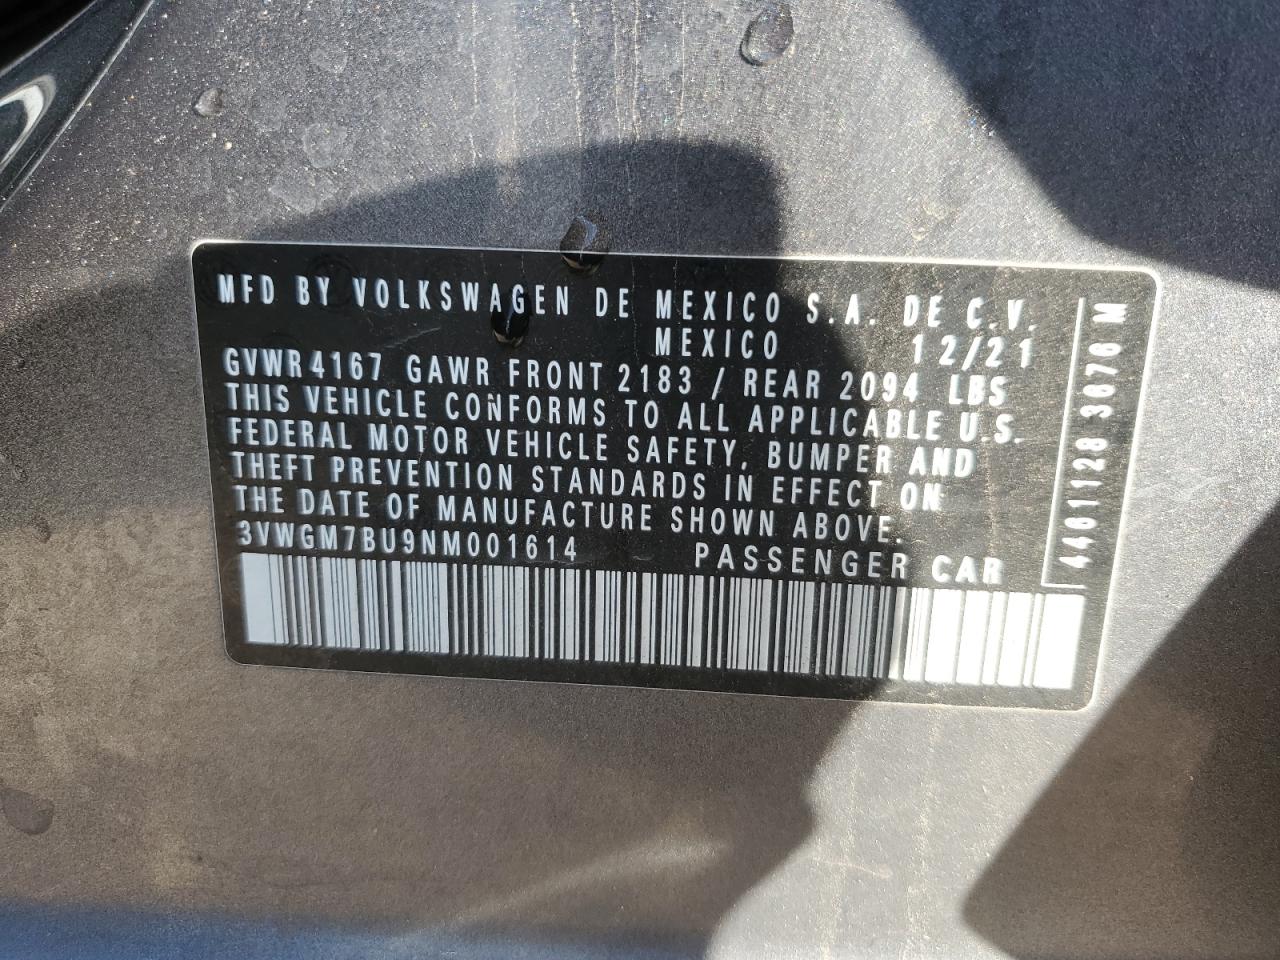 MFD BY VOLKSWAGEN DE MEXICO S.A. DE C.V.
MEXICO 12/21
GVWR 4167 GAWR FRONT 2183 / REAR 2094 LBS
THIS VEHICLE CONFORMS TO ALL APPLICABLE U.S.
FEDERAL MOTOR VEHICLE SAFETY, BUMPER AND
THEFT PREVENTION STANDARDS IN EFFECT ON
THE DATE OF MANUFACTURE SHOWN ABOVE.
3VWGM7BU9NM001614 PASSENGER CAR
4461128 3676 M